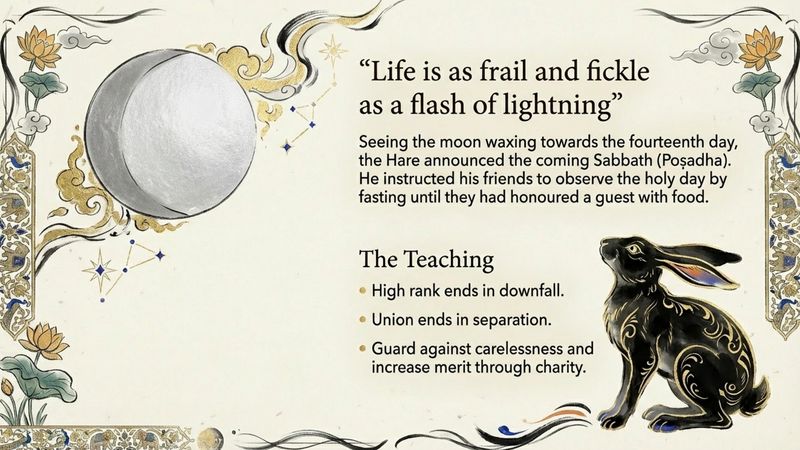 “Life is as frail and fickle
as a flash of lightning”
Seeing the moon waxing towards the fourteenth day,
the Hare announced the coming Sabbath (Poṣadha).
He instructed his friends to observe the holy day by
fasting until they had honoured a guest with food.
The Teaching
• High rank ends in downfall.
• Union ends in separation.
• Guard against carelessness and
increase merit through charity.